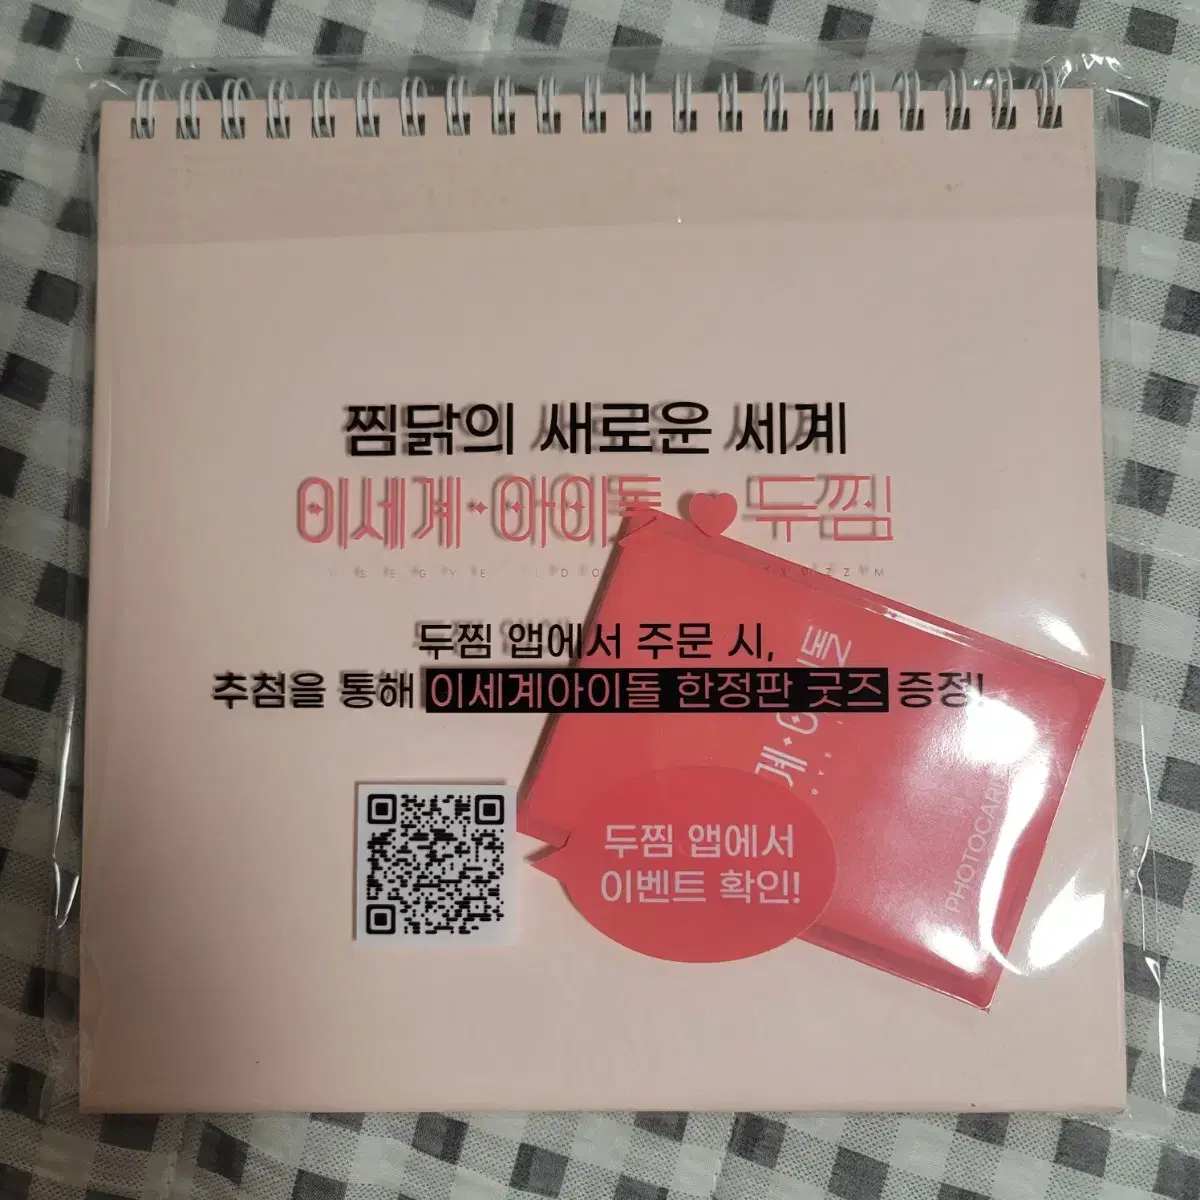 찜닭의 새로운 세계
이세계아이돌 ♥ 두찜
두찜 앱에서 주문 시,
추첨을 통해 이세계아이돌 한정판 굿즈 증정!
두찜 앱에서
이벤트 확인!
PHOTOCARD